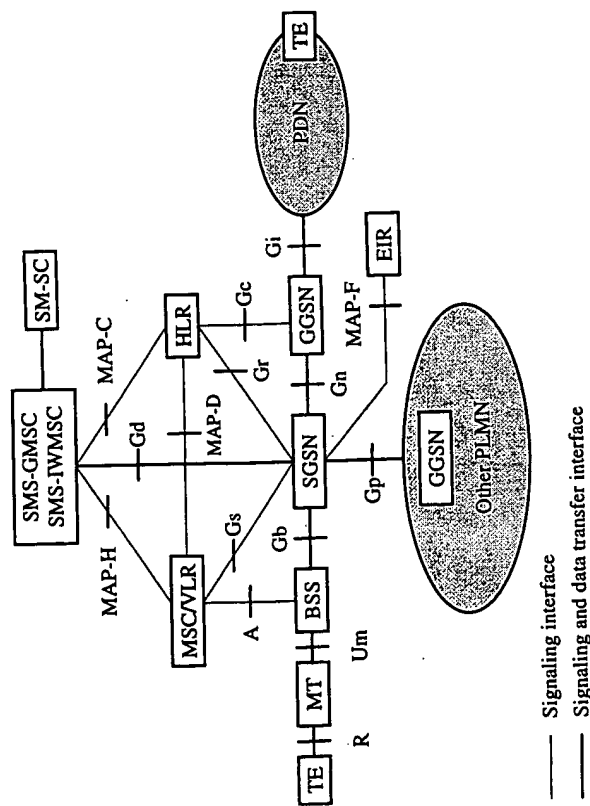 SMS-GMSC
SMS-IWMSC
SM-SC
MAP-H
MAP-C
Gd
MSC/VLR
HLR
MAP-D
A
Gs
Gr
Gc
TE
R
MT
Um
BSS
Gb
SGSN
Gn
GGSN
Gi
PDN
TE
Gp
MAP-F
EIR
GGSN
Other PLMN
Signaling interface
Signaling and data transfer interface